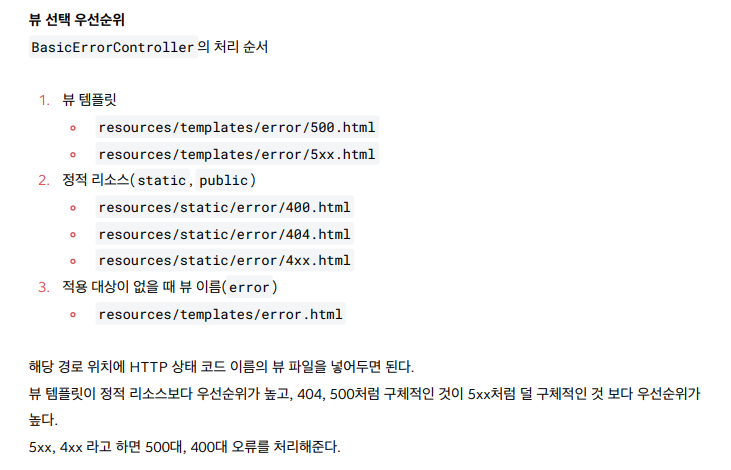 뷰 선택 우선순위
BasicErrorController의 처리 순서
1. 뷰 템플릿
resources/templates/error/500.html
resources/templates/error/5xx.html
2. 정적 리소스(static, public)
resources/static/error/400.html
resources/static/error/404.html
resources/static/error/4xx.html
3. 적용 대상이 없을 때 뷰 이름(error)
resources/templates/error.html
해당 경로 위치에 HTTP 상태 코드 이름의 뷰 파일을 넣어두면 된다.
뷰 템플릿이 정적 리소스보다 우선순위가 높고, 404, 500처럼 구체적인 것이 5xx처럼 덜 구체적인 것 보다 우선순위가
높다.
5xx, 4xx 라고 하면 500대, 400대 오류를 처리해준다.